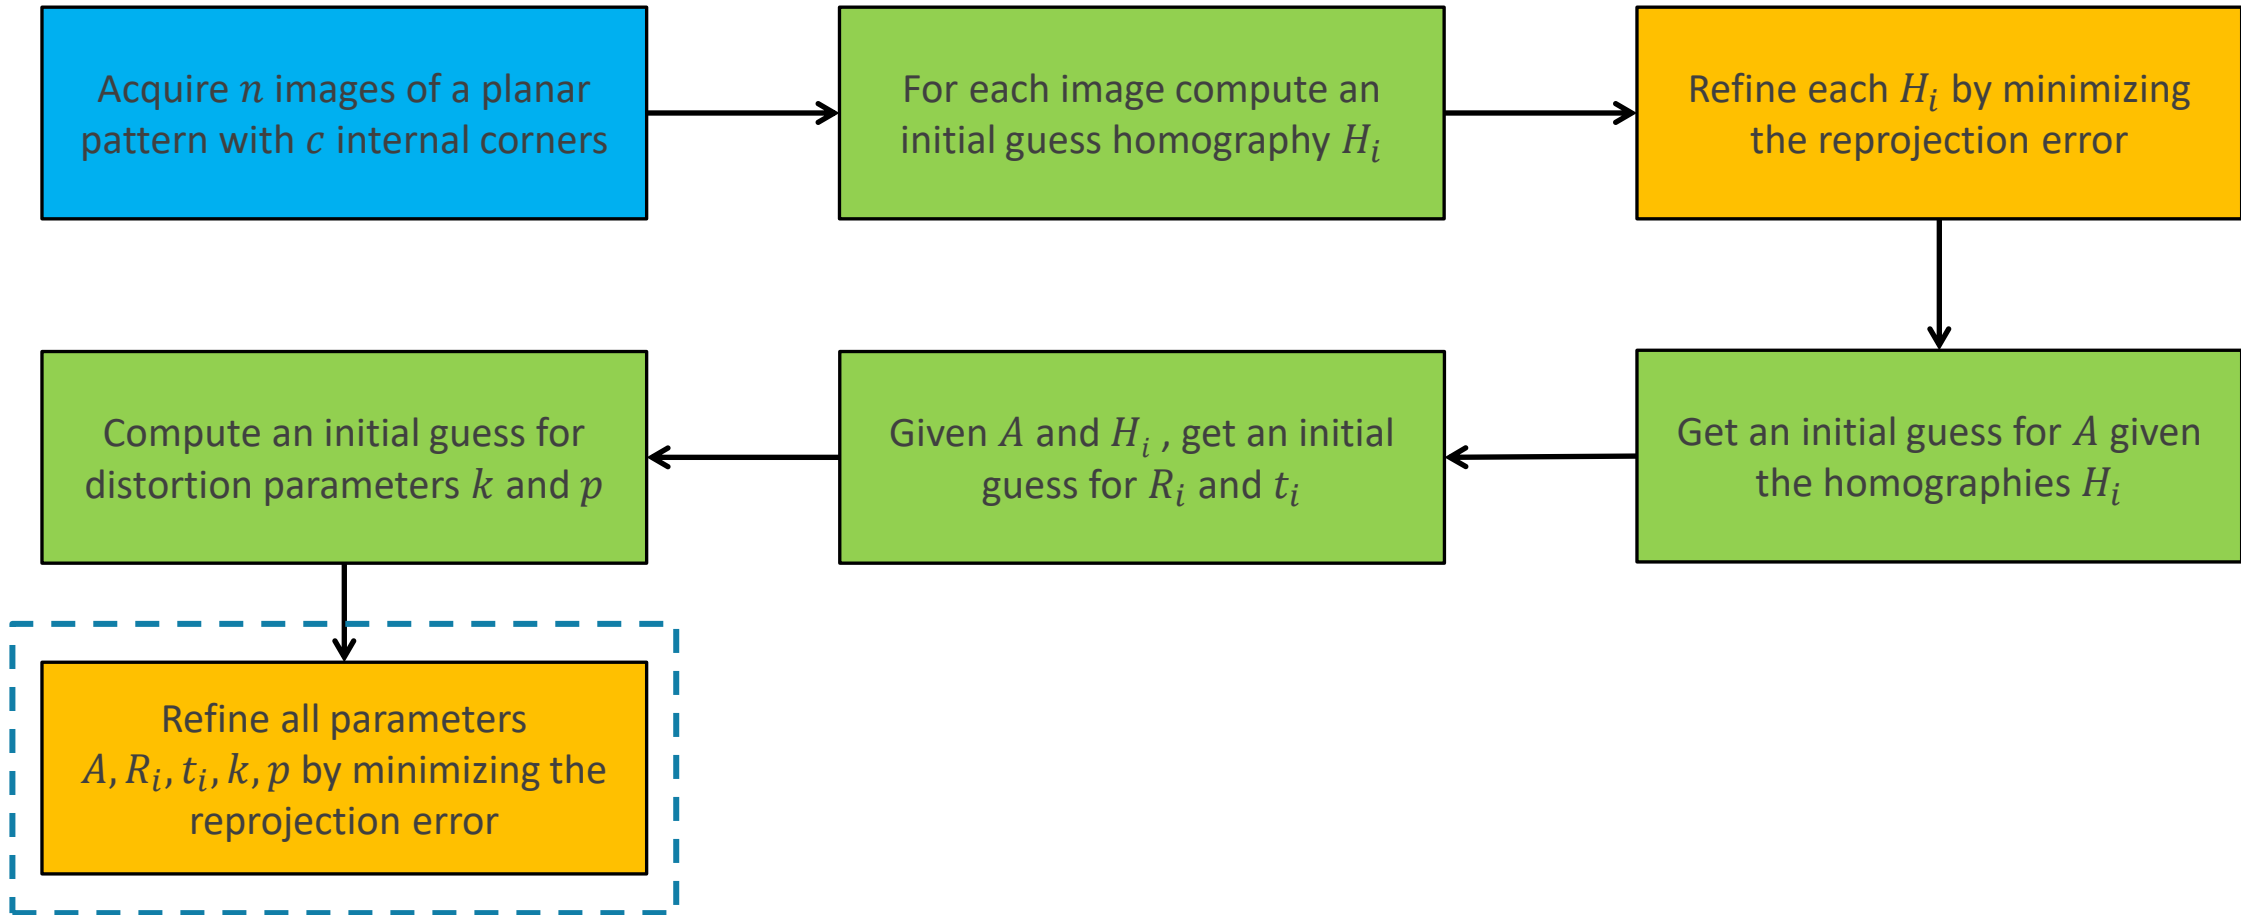 Acquire n images of a planar
pattern with c internal corners
For each image compute an
initial guess homography Hᵢ
Refine each Hᵢ by minimizing
the reprojection error
Get an initial guess for A given
the homographies Hᵢ
Given A and Hᵢ , get an initial
guess for Rᵢ and tᵢ
Compute an initial guess for
distortion parameters k and p
Refine all parameters
A, Rᵢ, tᵢ, k, p by minimizing the
reprojection error